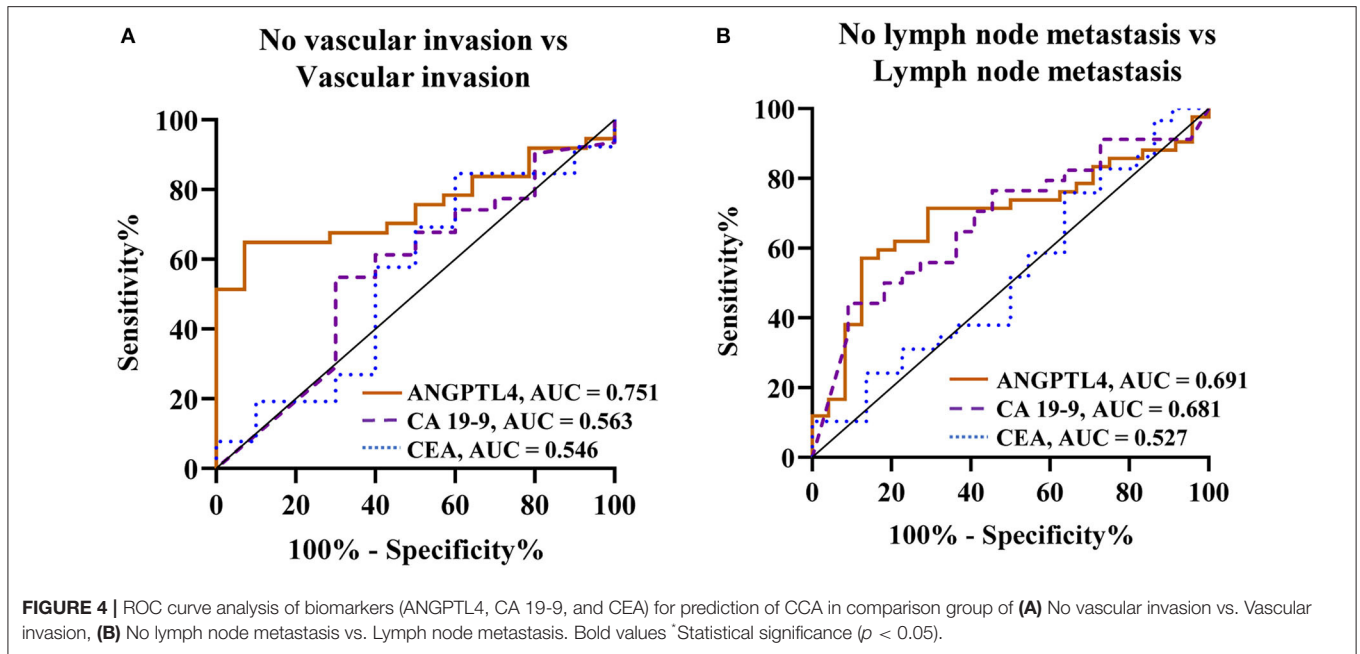 A
No vascular invasion vs
Vascular invasion
100
80
60
40
20
0
Sensitivity%
ANGPTL4, AUC = 0.751
CA 19-9, AUC = 0.563
CEA, AUC = 0.546
0 20 40 60 80 100
100% - Specificity%
B
No lymph node metastasis vs
Lymph node metastasis
100
80
60
40
20
0
Sensitivity%
ANGPTL4, AUC = 0.691
CA 19-9, AUC = 0.681
CEA, AUC = 0.527
0 20 40 60 80 100
100% - Specificity%
FIGURE 4 | ROC curve analysis of biomarkers (ANGPTL4, CA 19-9, and CEA) for prediction of CCA in comparison group of (A) No vascular invasion vs. Vascular
invasion, (B) No lymph node metastasis vs. Lymph node metastasis. Bold values *Statistical significance (p < 0.05).